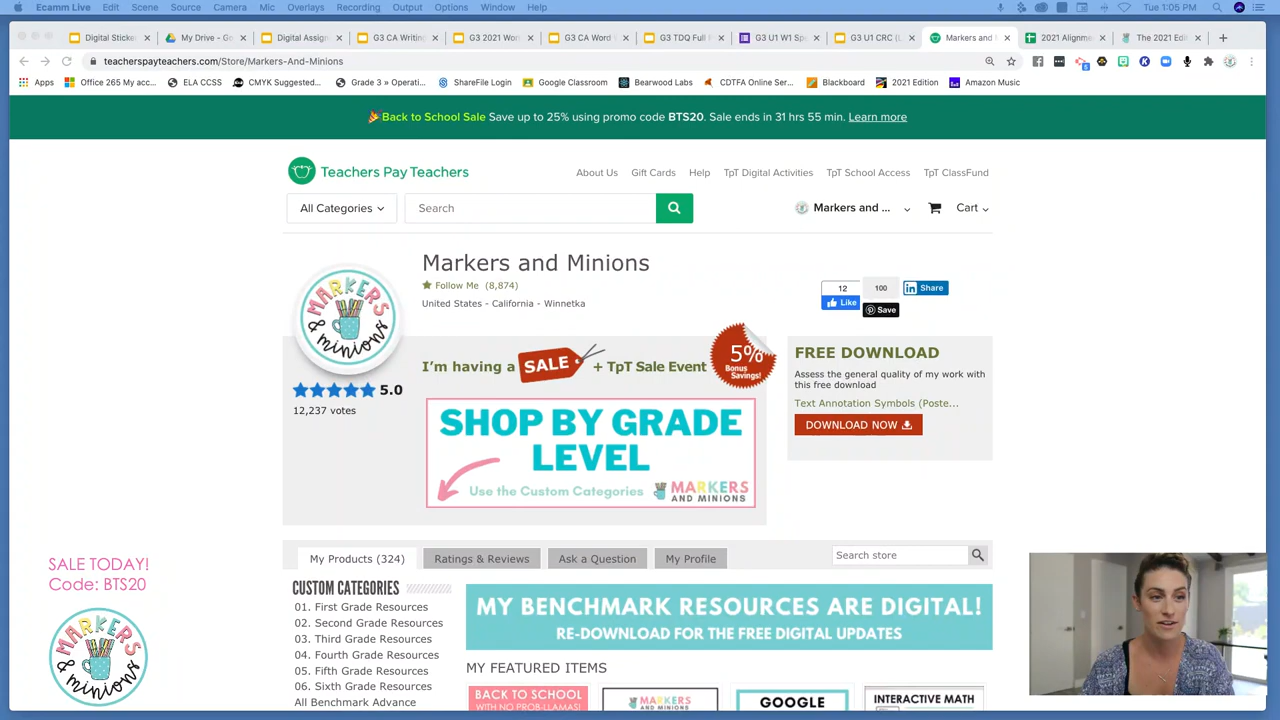 Ecamm Live Edit Scene Source Camera Mic Effects Overlays Recording Output Options Window Help Tue 1:05 PM
Digital Sticke × My Drive - Go × Digital Assign × G3 CA Writing × G3 2021 Wor × G3 CA Word × G3 TDQ Full × G3 U1 W1 Sp × G3 U1 CRC × Markers and × 2021 Alignme × The 2021 Edi × +
teacherspayteachers.com/Store/Markers-And-Minions
Apps Office 365 My acc... ELA CCSS CMYK Suggested... Grade 3 » Operati... ShareFile Login Google Classroom Bearwood Labs CDTFA Online Ser... Blackboard 2021 Edition Amazon Music
Back to School Sale Save up to 25% using promo code BTS20. Sale ends in 31 hrs 55 min. Learn more
Teachers Pay Teachers About Us Gift Cards Help TpT Digital Activities TpT School Access TpT ClassFund
All Categories Search Markers and ... Cart
Markers and Minions
Follow Me (8,874)
United States - California - Winnetka
12 100 Share
Like Save
MARKERS & minions
5.0
12,237 votes
I'm having a SALE + TpT Sale Event
5% Bonus Savings!
SHOP BY GRADE
LEVEL
Use the Custom Categories MARKERS AND MINIONS
FREE DOWNLOAD
Assess the general quality of my work with
this free download
Text Annotation Symbols (Poste...
DOWNLOAD NOW
My Products (324) Ratings & Reviews Ask a Question My Profile Search store
CUSTOM CATEGORIES
01. First Grade Resources
02. Second Grade Resources
03. Third Grade Resources
04. Fourth Grade Resources
05. Fifth Grade Resources
06. Sixth Grade Resources
All Benchmark Advance
MY BENCHMARK RESOURCES ARE DIGITAL!
RE-DOWNLOAD FOR THE FREE DIGITAL UPDATES
MY FEATURED ITEMS
BACK TO SCHOOL
WITH NO PROB-LLAMAS!
MARKERS AND MINIONS
GOOGLE
INTERACTIVE MATH
SALE TODAY!
Code: BTS20
MARKERS & minions